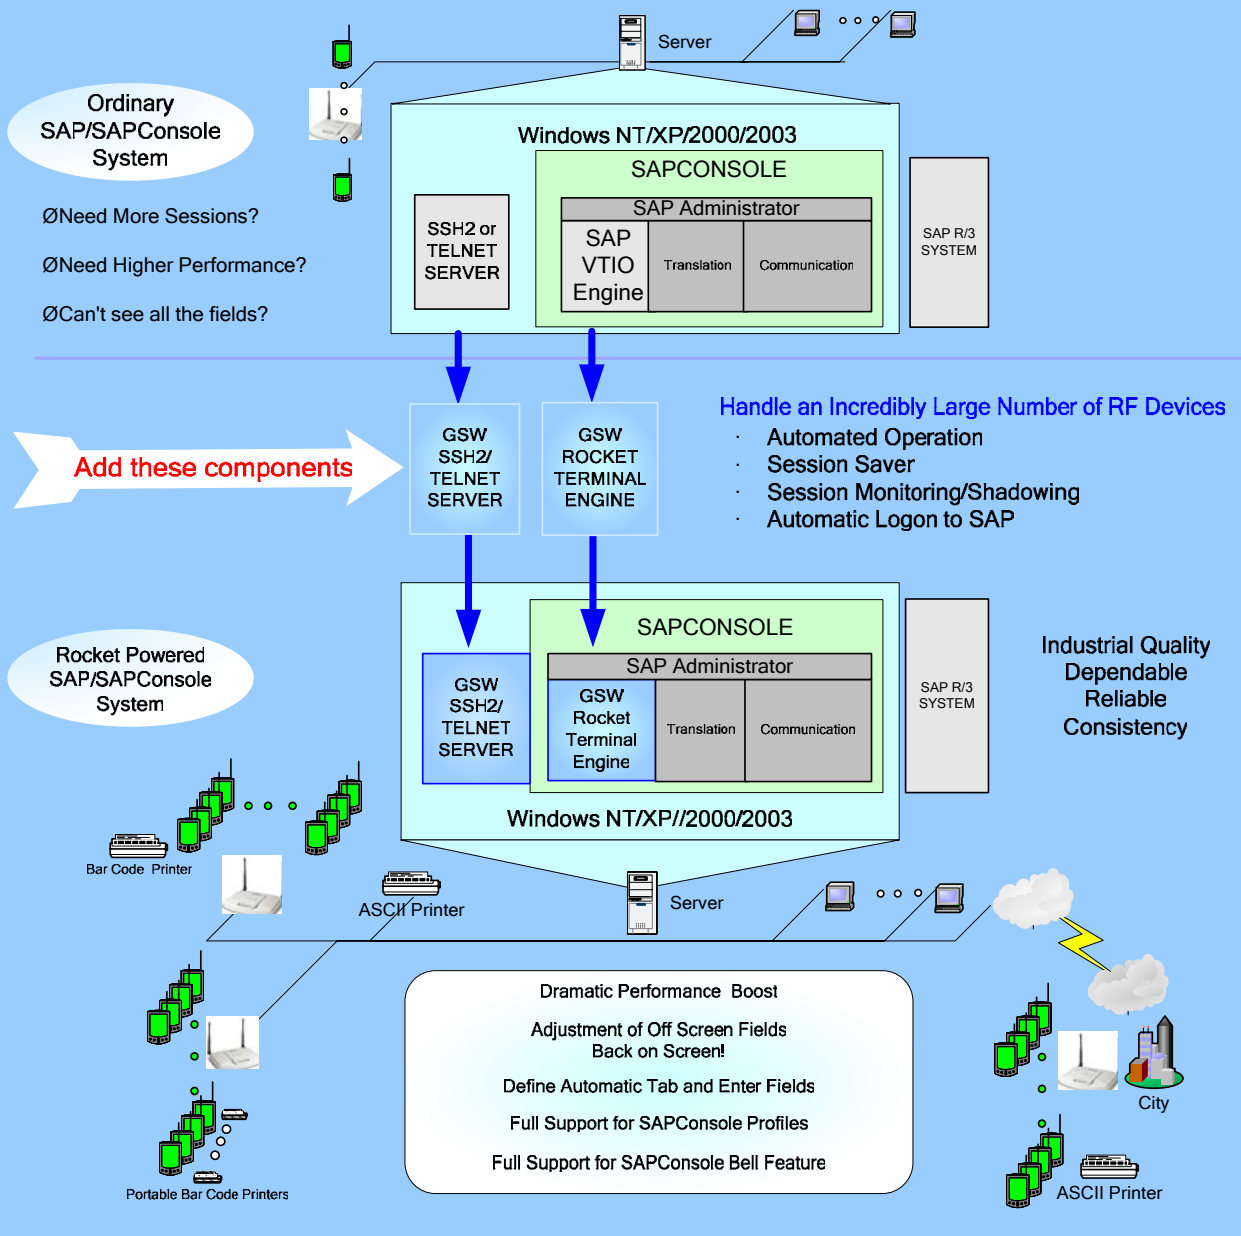 Server
Ordinary
SAP/SAPConsole
System
ØNeed More Sessions?
ØNeed Higher Performance?
ØCan't see all the fields?
Windows NT/XP/2000/2003
SAPCONSOLE
SSH2 or
TELNET
SERVER
SAP Administrator
SAP
VTIO
Engine
Translation
Communication
SAP R/3
SYSTEM
Add these components
GSW
SSH2/
TELNET
SERVER
GSW
ROCKET
TERMINAL
ENGINE
Handle an Incredibly Large Number of RF Devices
· Automated Operation
· Session Saver
· Session Monitoring/Shadowing
· Automatic Logon to SAP
Rocket Powered
SAP/SAPConsole
System
SAPCONSOLE
GSW
SSH2/
TELNET
SERVER
SAP Administrator
GSW
Rocket
Terminal
Engine
Translation
Communication
Windows NT/XP//2000/2003
SAP R/3
SYSTEM
Industrial Quality
Dependable
Reliable
Consistency
Bar Code Printer
ASCII Printer
Server
Portable Bar Code Printers
Dramatic Performance Boost
Adjustment of Off Screen Fields
Back on Screen!
Define Automatic Tab and Enter Fields
Full Support for SAPConsole Profiles
Full Support for SAPConsole Bell Feature
City
ASCII Printer